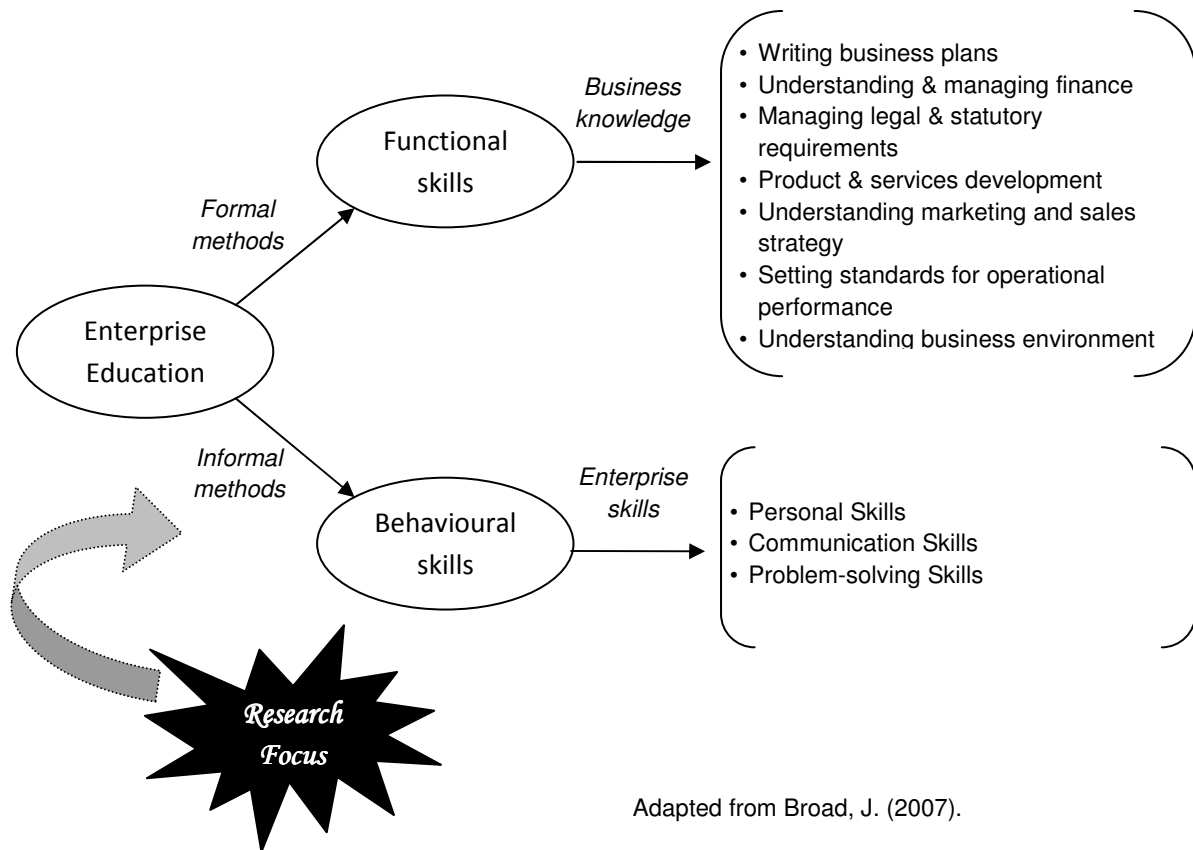 Enterprise
Education
Formal
methods
Functional
skills
Business
knowledge
• Writing business plans
• Understanding & managing finance
• Managing legal & statutory
requirements
• Product & services development
• Understanding marketing and sales
strategy
• Setting standards for operational
performance
• Understanding business environment
Informal
methods
Behavioural
skills
Enterprise
skills
• Personal Skills
• Communication Skills
• Problem-solving Skills
Research
Focus
Adapted from Broad, J. (2007).